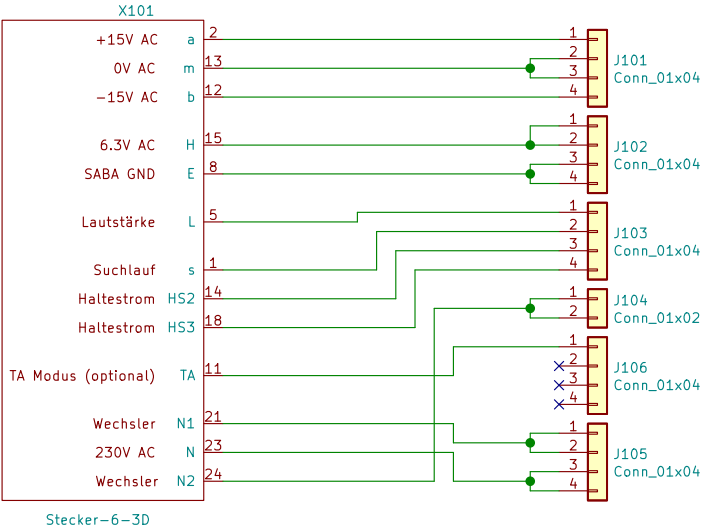 X101
+15V AC a 2
0V AC m 13
-15V AC b 12
6.3V AC H 15
SABA GND E 8
Lautstärke L 5
Suchlauf s 1
Haltestrom HS2 14
Haltestrom HS3 18
TA Modus (optional) TA 11
Wechsler N1 21
230V AC N 23
Wechsler N2 24
Stecker-6-3D
1
2
3
4
J101
Conn_01x04
1
2
3
4
J102
Conn_01x04
1
2
3
4
J103
Conn_01x04
1
2
J104
Conn_01x02
1
2
3
4
J106
Conn_01x04
1
2
3
4
J105
Conn_01x04